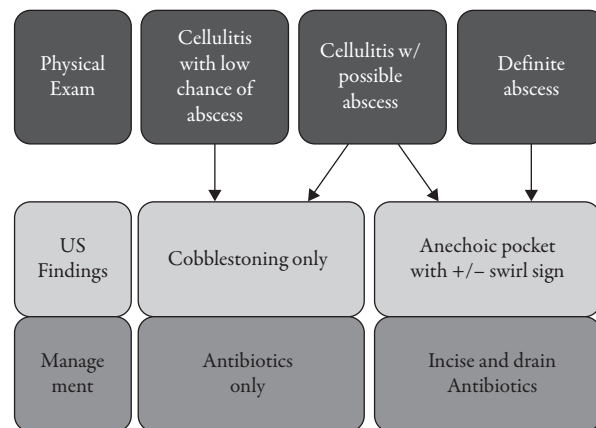 Physical
Exam
Cellulitis
with low
chance of
abscess
Cellulitis w/
possible
abscess
Definite
abscess
US
Findings
Cobblestoning only
Anechoic pocket
with +/– swirl sign
Manage
ment
Antibiotics
only
Incise and drain
Antibiotics